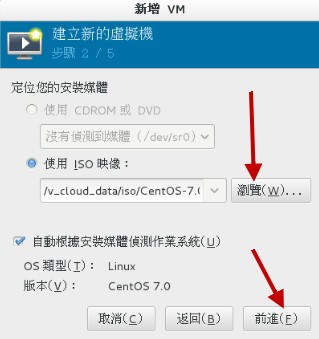 新增 VM
建立新的虛擬機
步驟 2 / 5
定位您的安裝媒體
使用 CDROM 或 DVD
沒有偵測到媒體（/dev/sr0）
使用 ISO 映像：
/v_cloud_data/iso/CentOS-7.0
瀏覽(W)...
自動根據安裝媒體偵測作業系統(U)
OS 類型(T)： Linux
版本(V)： CentOS 7.0
取消(C) 返回(B) 前進(F)